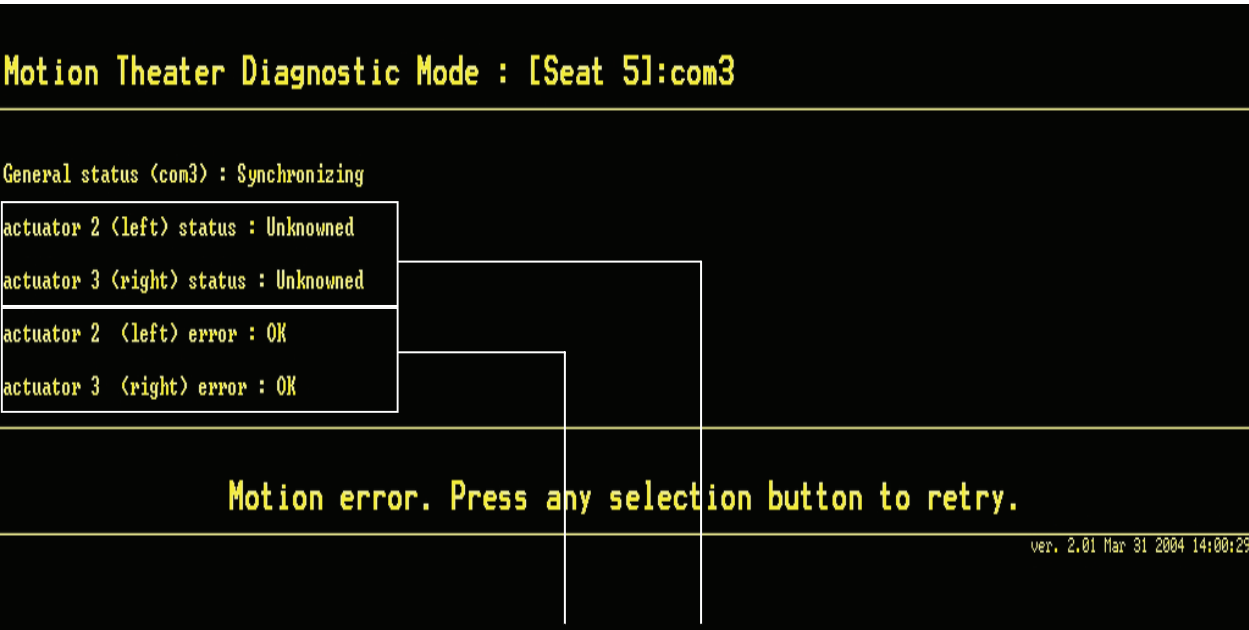 Motion Theater Diagnostic Mode : [Seat 5]:com3
General status (com3) : Synchronizing
actuator 2 (left) status : Unknowned
actuator 3 (right) status : Unknowned
actuator 2 (left) error : OK
actuator 3 (right) error : OK
Motion error. Press any selection button to retry.
ver. 2.01 Mar 31 2004 14:00:29